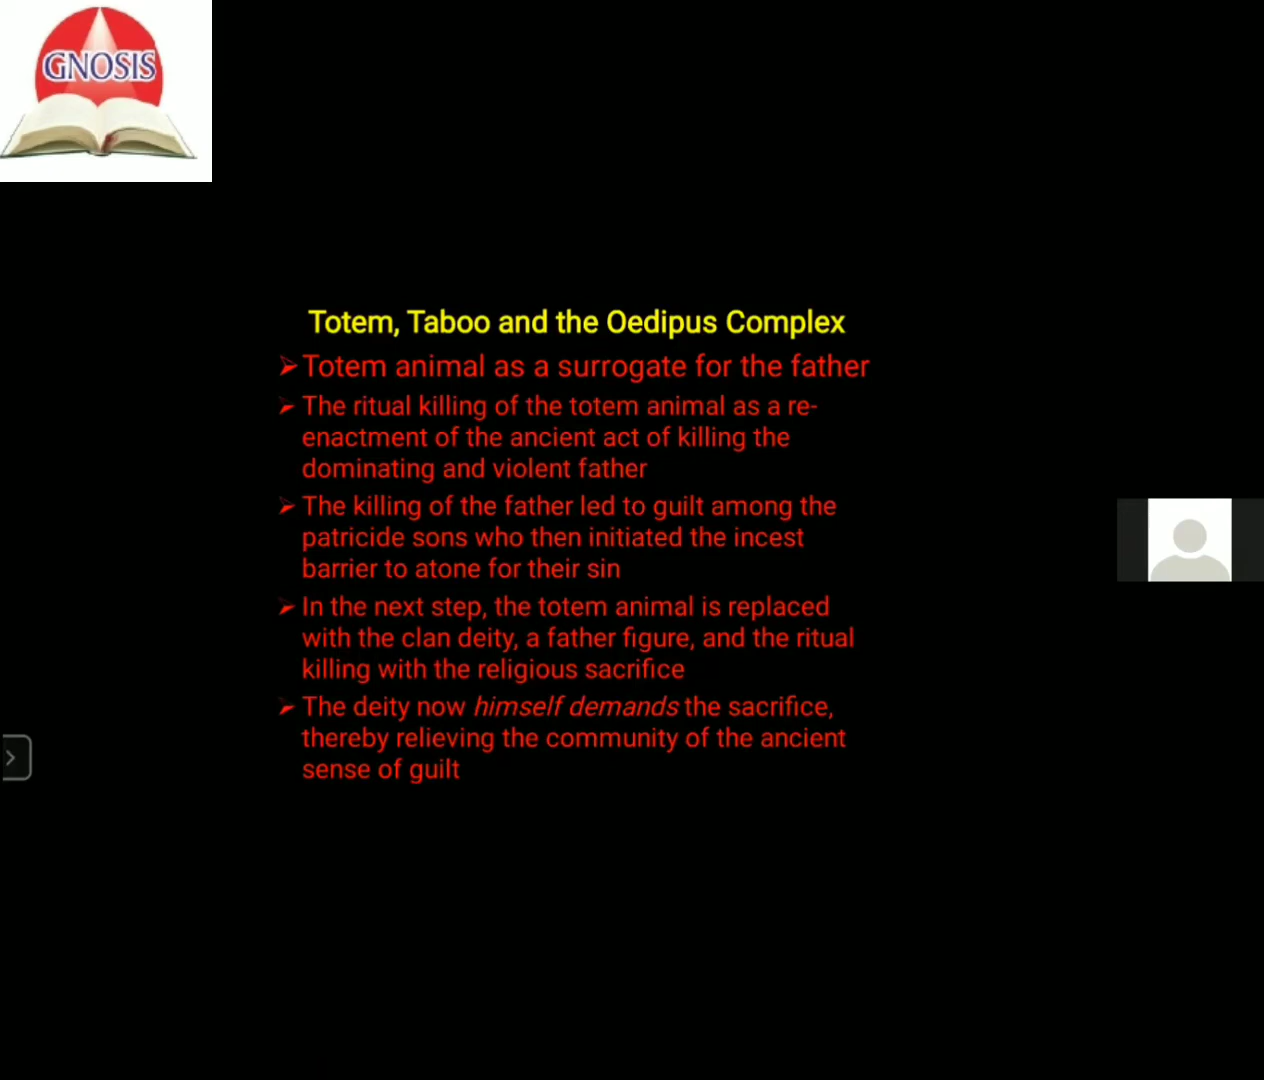 GNOSIS
Totem, Taboo and the Oedipus Complex
➢Totem animal as a surrogate for the father
➢The ritual killing of the totem animal as a re-
enactment of the ancient act of killing the
dominating and violent father
➢The killing of the father led to guilt among the
patricide sons who then initiated the incest
barrier to atone for their sin
➢In the next step, the totem animal is replaced
with the clan deity, a father figure, and the ritual
killing with the religious sacrifice
➢The deity now himself demands the sacrifice,
thereby relieving the community of the ancient
sense of guilt